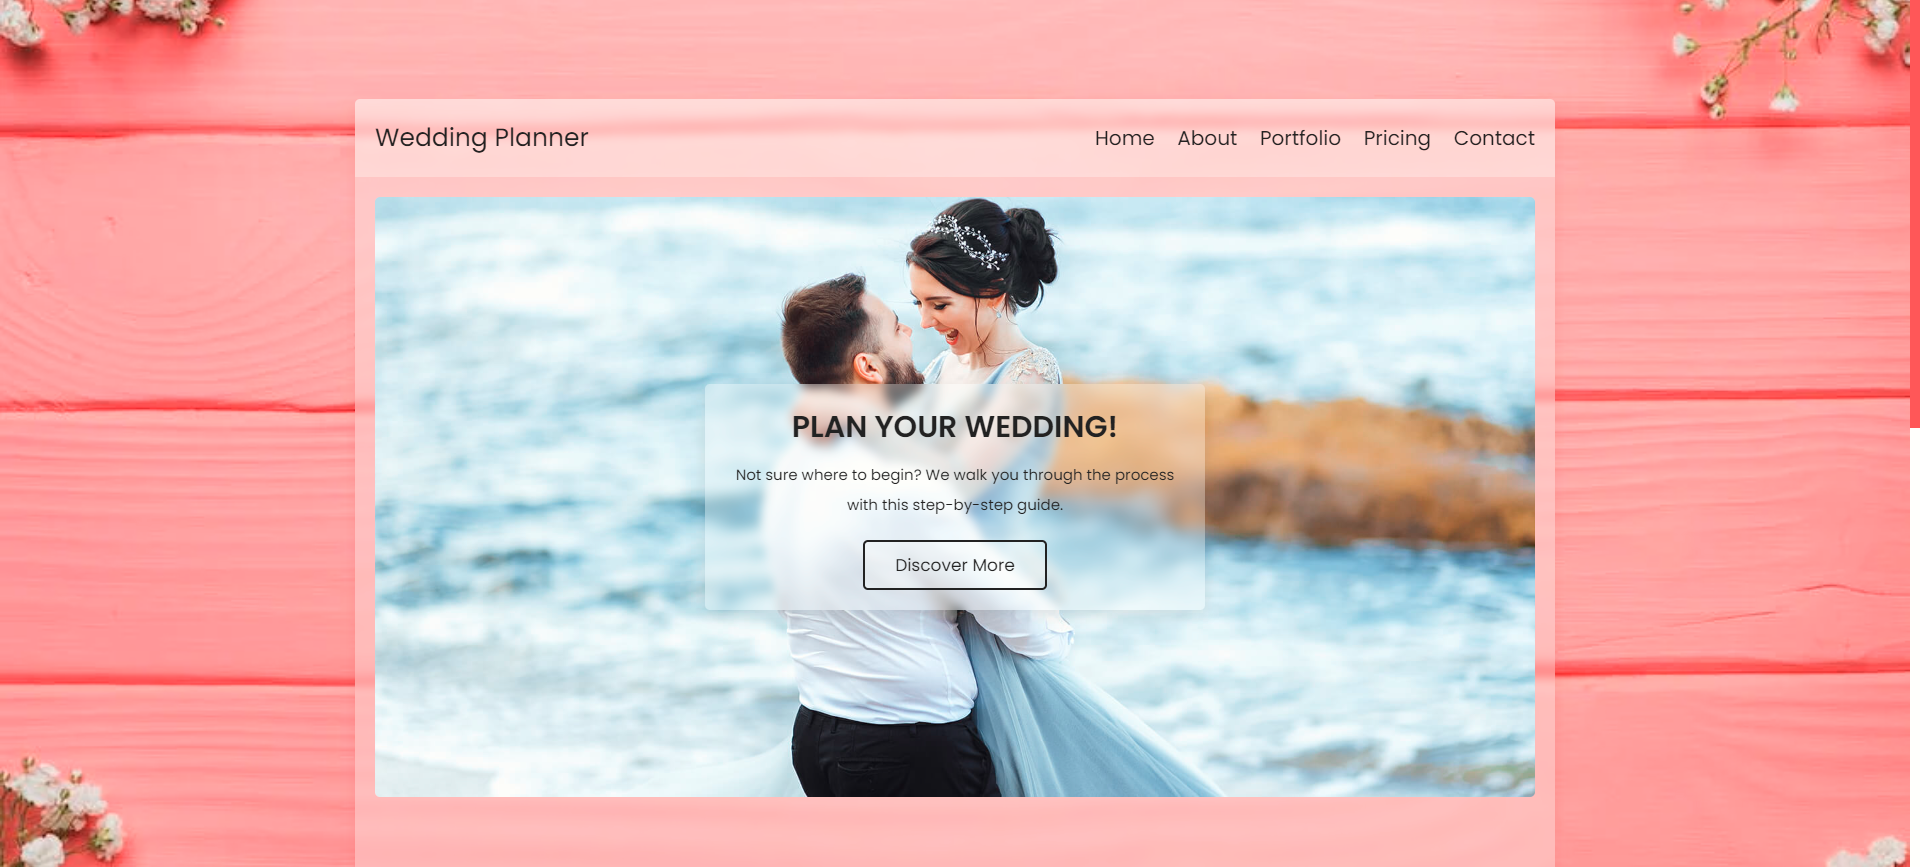 Wedding Planner
Home About Portfolio Pricing Contact
PLAN YOUR WEDDING!
Not sure where to begin? We walk you through the process
with this step-by-step guide.
Discover More